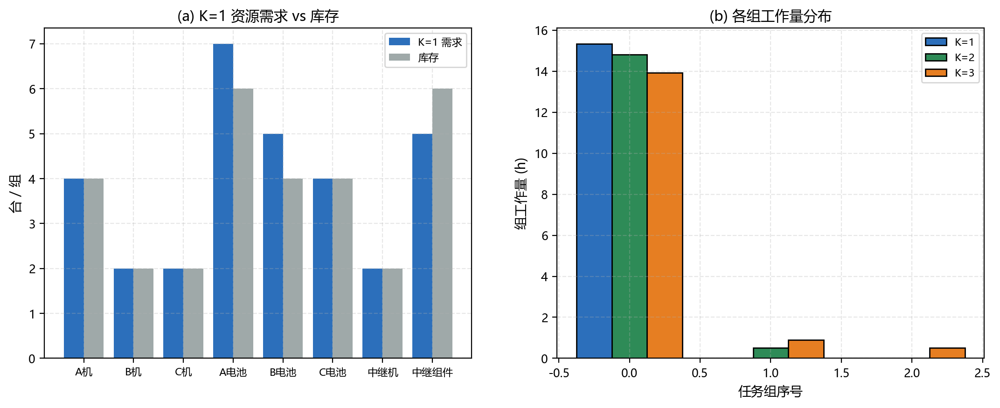 (a) K=1 资源需求 vs 库存
K=1 需求
库存
台 / 组
7
6
5
4
3
2
1
0
A机
B机
C机
A电池
B电池
C电池
中继机
中继组件
(b) 各组工作量分布
K=1
K=2
K=3
组工作量 (h)
16
14
12
10
8
6
4
2
0
-0.5
0.0
0.5
1.0
1.5
2.0
2.5
任务组序号